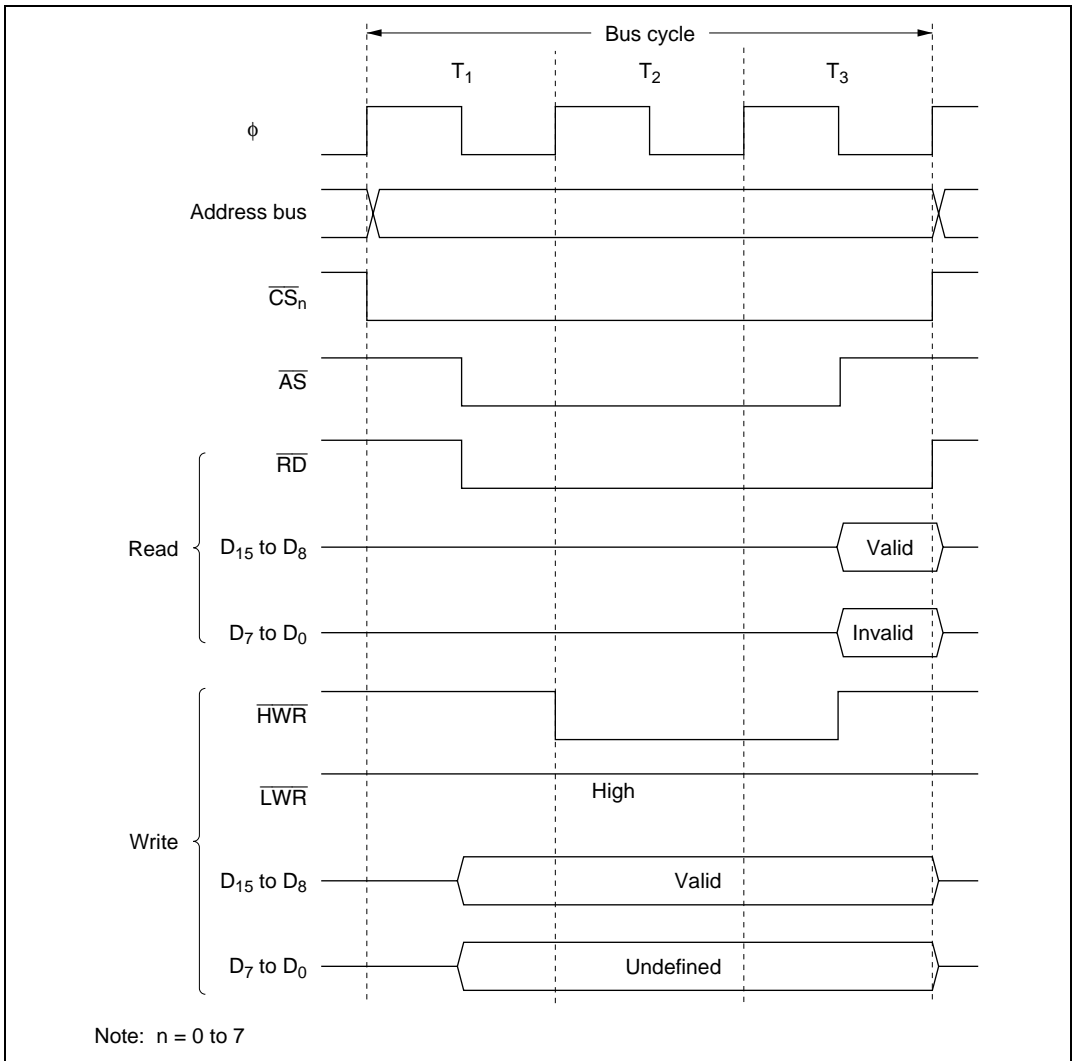 Bus cycle
T1 T2 T3
ϕ
Address bus
CSn
AS
RD
Read
D15 to D8 Valid
D7 to D0 Invalid
HWR
LWR High
Write
D15 to D8 Valid
D7 to D0 Undefined
Note: n = 0 to 7